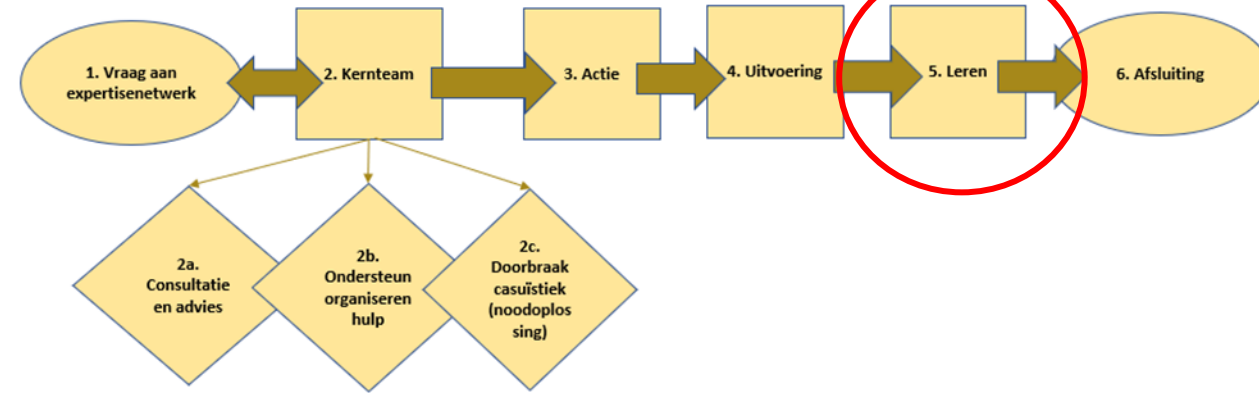 1. Vraag aan
expertisenetwerk
2. Kernteam
3. Actie
4. Uitvoering
5. Leren
6. Afsluiting
2a.
Consultatie
en advies
2b.
Ondersteun
organiseren
hulp
2c.
Doorbraak
casuïstiek
(noodoplos
sing)